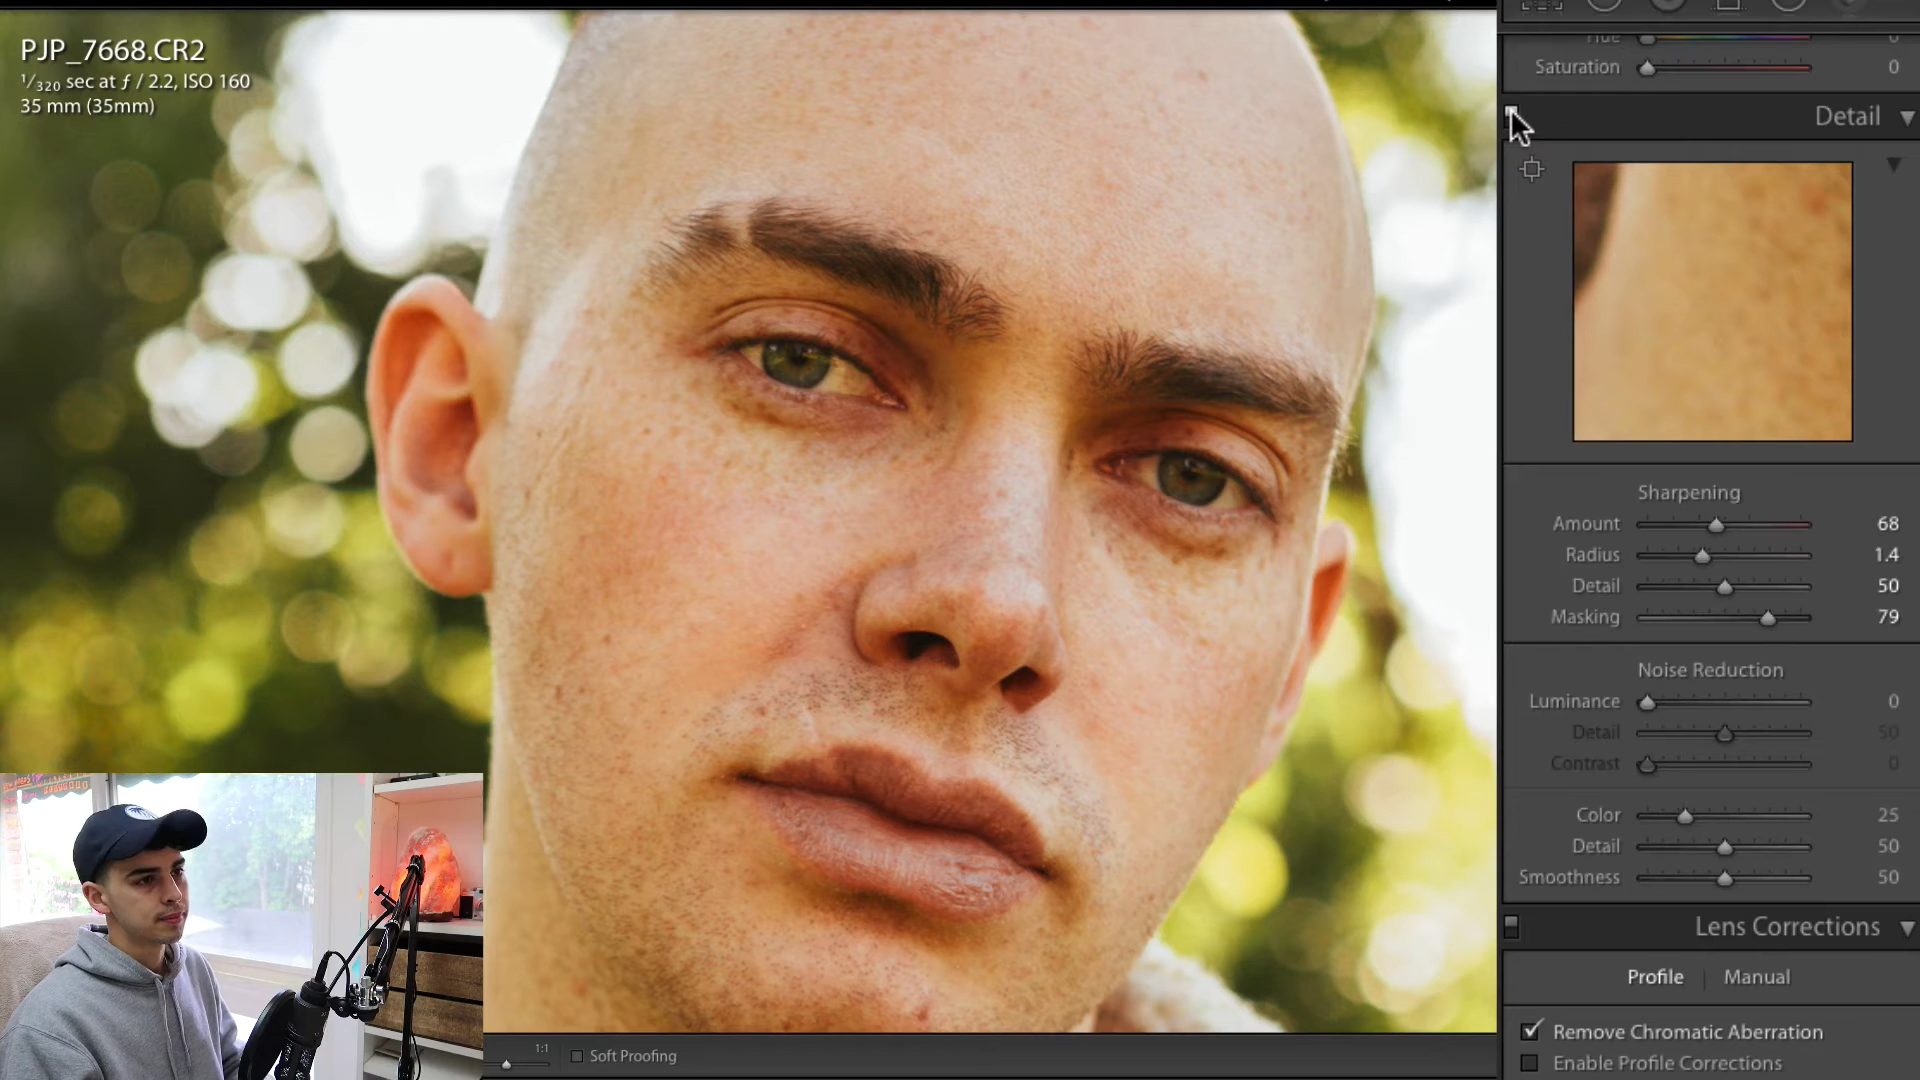 PJP_7668.CR2
1/320 sec at ƒ / 2.2, ISO 160
35 mm (35mm)
Hue 0
Saturation 0
Detail
Sharpening
Amount 68
Radius 1.4
Detail 50
Masking 79
Noise Reduction
Luminance 0
Detail 50
Contrast 0
Color 25
Detail 50
Smoothness 50
Lens Corrections
Profile | Manual
Remove Chromatic Aberration
Enable Profile Corrections
1:1
Soft Proofing